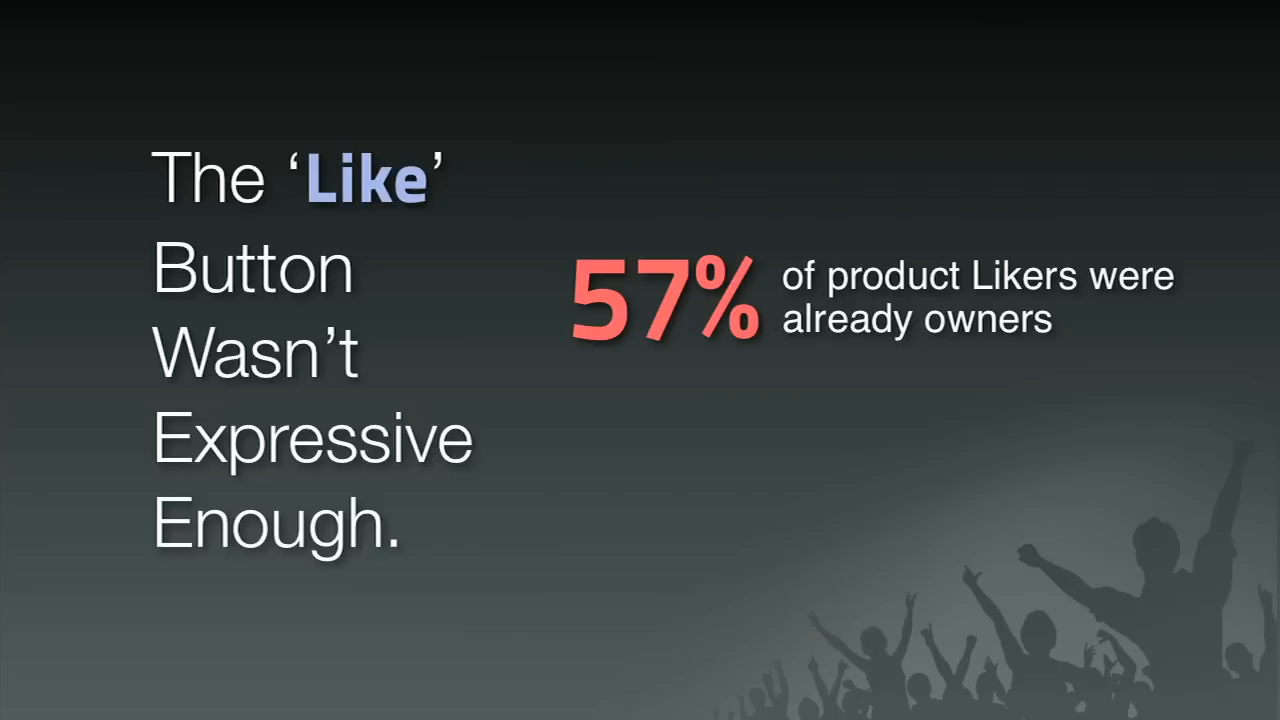 The ‘Like’
Button
Wasn’t
Expressive
Enough.
57% of product Likers were
already owners